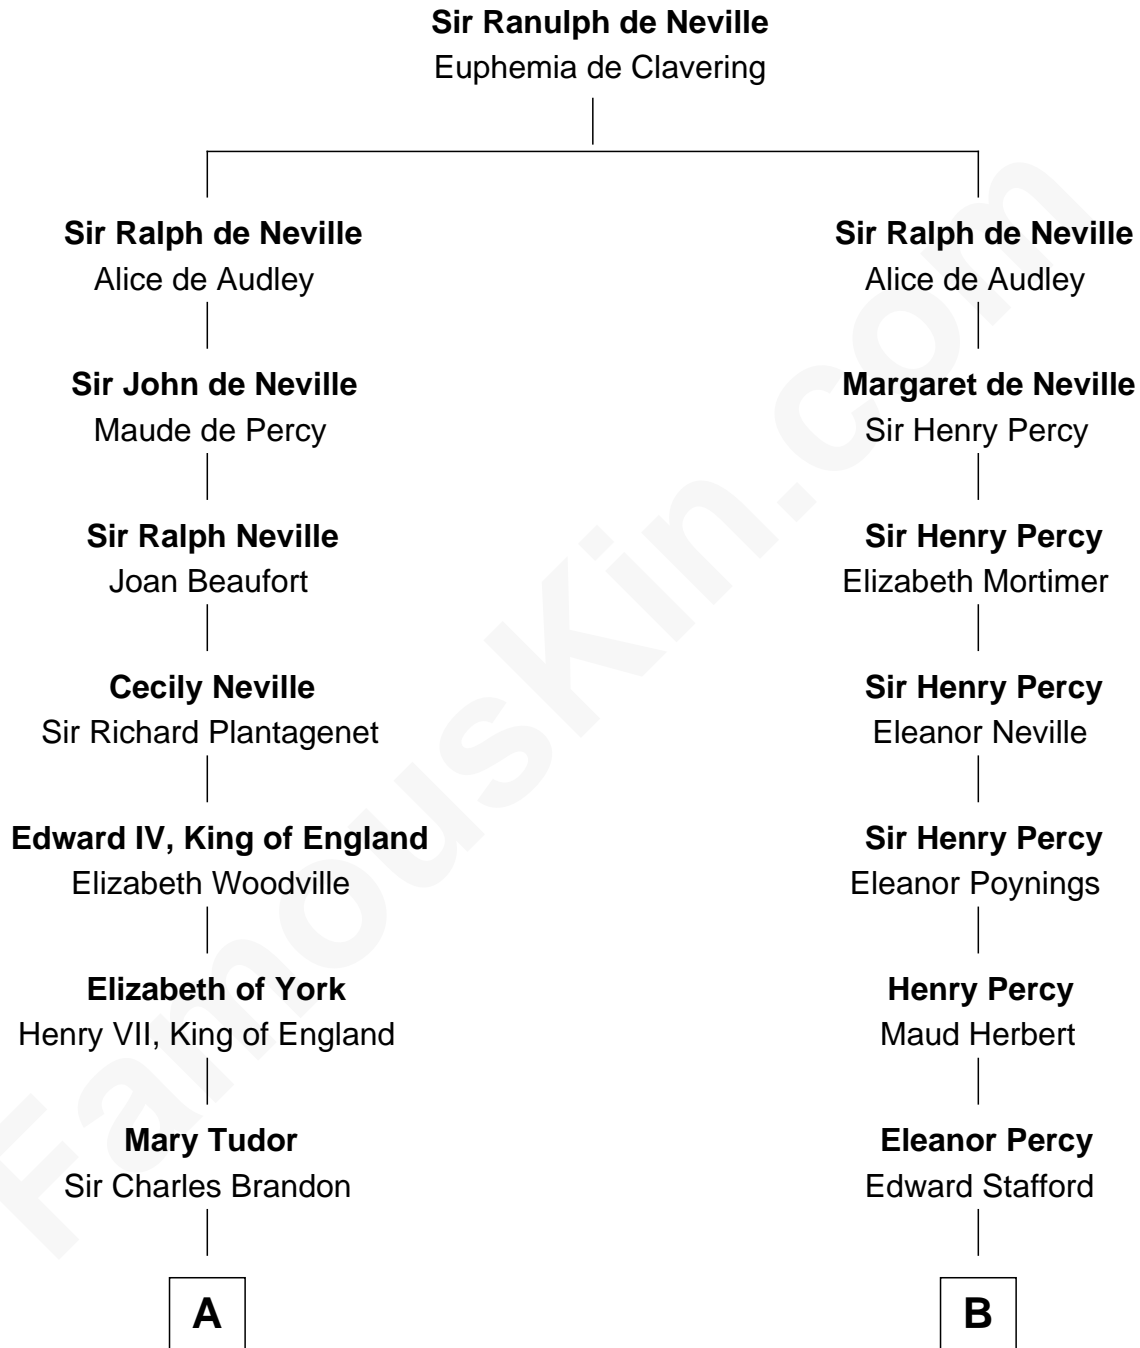 Sir Ranulph de Neville
Euphemia de Clavering
Sir Ralph de Neville
Alice de Audley
Sir John de Neville
Maude de Percy
Sir Ralph Neville
Joan Beaufort
Cecily Neville
Sir Richard Plantagenet
Edward IV, King of England
Elizabeth Woodville
Elizabeth of York
Henry VII, King of England
Mary Tudor
Sir Charles Brandon
A
Sir Ralph de Neville
Alice de Audley
Margaret de Neville
Sir Henry Percy
Sir Henry Percy
Elizabeth Mortimer
Sir Henry Percy
Eleanor Neville
Sir Henry Percy
Eleanor Poynings
Henry Percy
Maud Herbert
Eleanor Percy
Edward Stafford
B
FamousKin.com